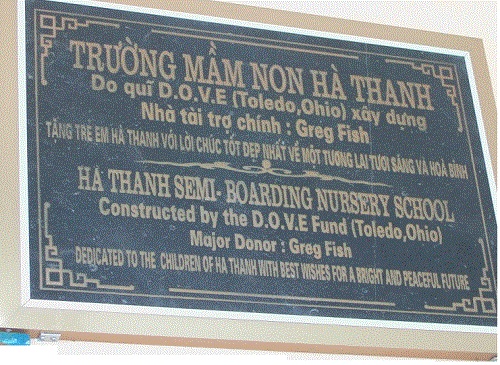 TRƯỜNG MẦM NON HÀ THANH
Do quĩ D.O.V.E (Toledo,Ohio) xây dựng
Nhà tài trợ chính : Greg Fish
TẶNG TRẺ EM HÀ THANH VỚI LỜI CHÚC TỐT ĐẸP NHẤT VỀ MỘT TƯƠNG LAI TƯƠI SÁNG VÀ HOÀ BÌNH
HA THANH SEMI-BOARDING NURSERY SCHOOL
Constructed by the D.O.V.E Fund (Toledo,Ohio)
Major Donor : Greg Fish
DEDICATED TO THE CHILDREN OF HA THANH WITH BEST WISHES FOR A BRIGHT AND PEACEFUL FUTURE